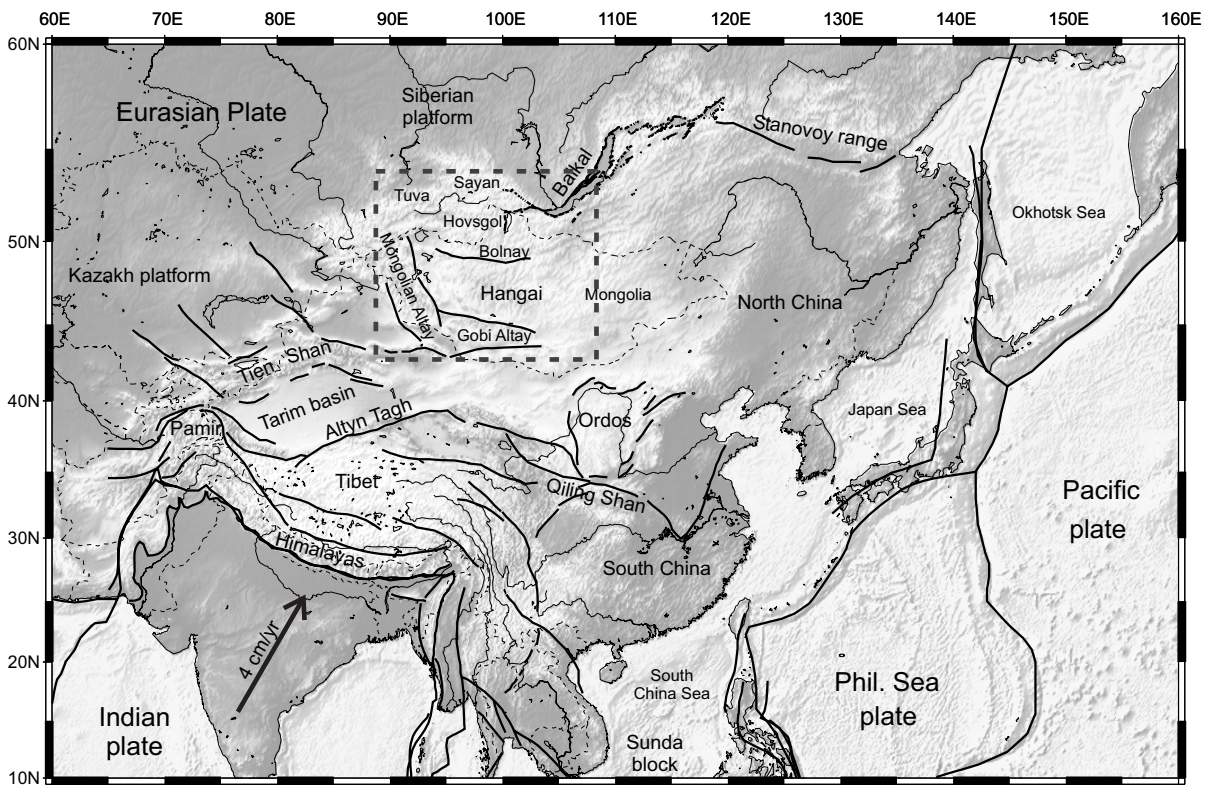 60E 70E 80E 90E 100E 110E 120E 130E 140E 150E 160E
60N
50N
40N
30N
20N
10N
Eurasian Plate
Siberian
platform
Stanovoy range
Baikal
Sayan
Tuva
Hovsgol
Okhotsk Sea
Mongolian Altay
Bolnay
Kazakh platform
Hangai
Mongolia
North China
Gobi Altay
Tien Shan
Tarim basin
Altyn Tagh
Ordos
Japan Sea
Pamir
Tibet
Qiling Shan
Pacific
plate
Himalayas
South China
4 cm/yr
South
China Sea
Phil. Sea
plate
Indian
plate
Sunda
block